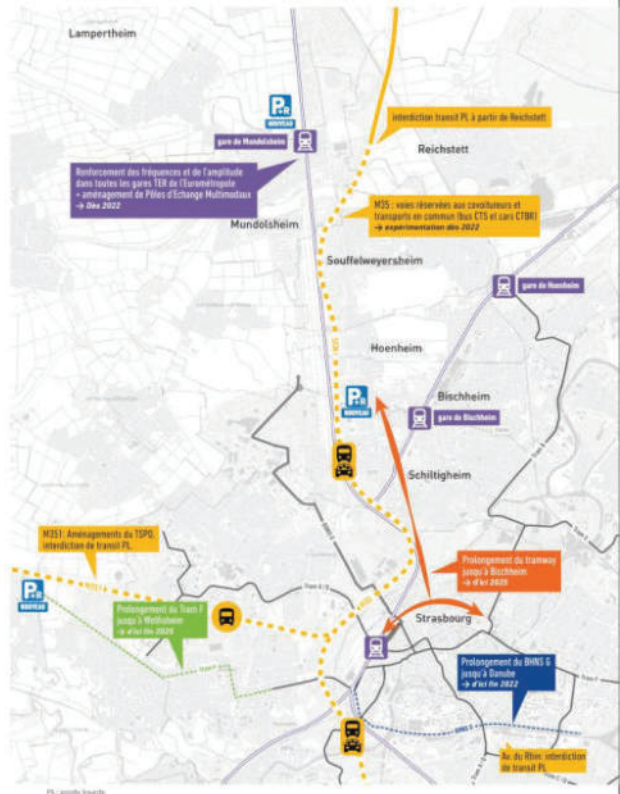 Lampertheim
P+R
NOUVEAU
gare de Mundolsheim
interdiction transit PL à partir de Reichstett
Reichstett
Renforcement des fréquences et de l'amplitude
dans toutes les gares TER de l'Eurométropole
+ aménagement de Pôles d'Echange Multimodaux
→ Dès 2022
M35 : voies réservées aux covoitureurs et
transports en commun (bus CTS et cars CTBR)
→ expérimentation dès 2022
Mundolsheim
Souffelweyersheim
gare de Hoenheim
Hoenheim
P+R
NOUVEAU
Bischheim
gare de Bischheim
Schiltigheim
M351: Aménagements du TSPO,
interdiction de transit PL.
Prolongement du tramway
jusqu'à Bischheim
→ d'ici 2025
P+R
NOUVEAU
M351
Prolongement du Tram F
jusqu'à Wolfisheim
→ d'ici fin 2025
Strasbourg
Prolongement du BHNS G
jusqu'à Danube
→ d'ici fin 2022
BHNS G
Av. du Rhin: interdiction
de transit PL
PL : poids lourds